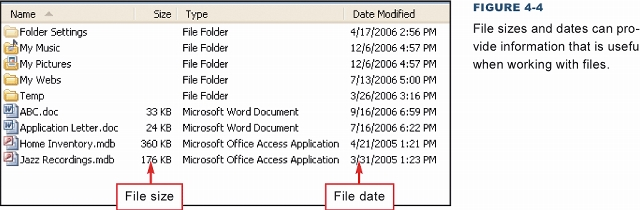 Name Size Type Date Modified
Folder Settings File Folder 4/17/2006 2:56 PM
My Music File Folder 12/6/2006 4:57 PM
My Pictures File Folder 12/6/2006 4:57 PM
My Webs File Folder 7/13/2006 5:00 PM
Temp File Folder 3/26/2006 3:16 PM
ABC.doc 33 KB Microsoft Word Document 9/16/2006 6:59 PM
Application Letter.doc 24 KB Microsoft Word Document 7/16/2006 6:22 PM
Home Inventory.mdb 360 KB Microsoft Office Access Application 4/21/2005 1:21 PM
Jazz Recordings.mdb 176 KB Microsoft Office Access Application 3/31/2005 1:23 PM
File size File date
FIGURE 4-4
File sizes and dates can pro-
vide information that is usefu
when working with files.